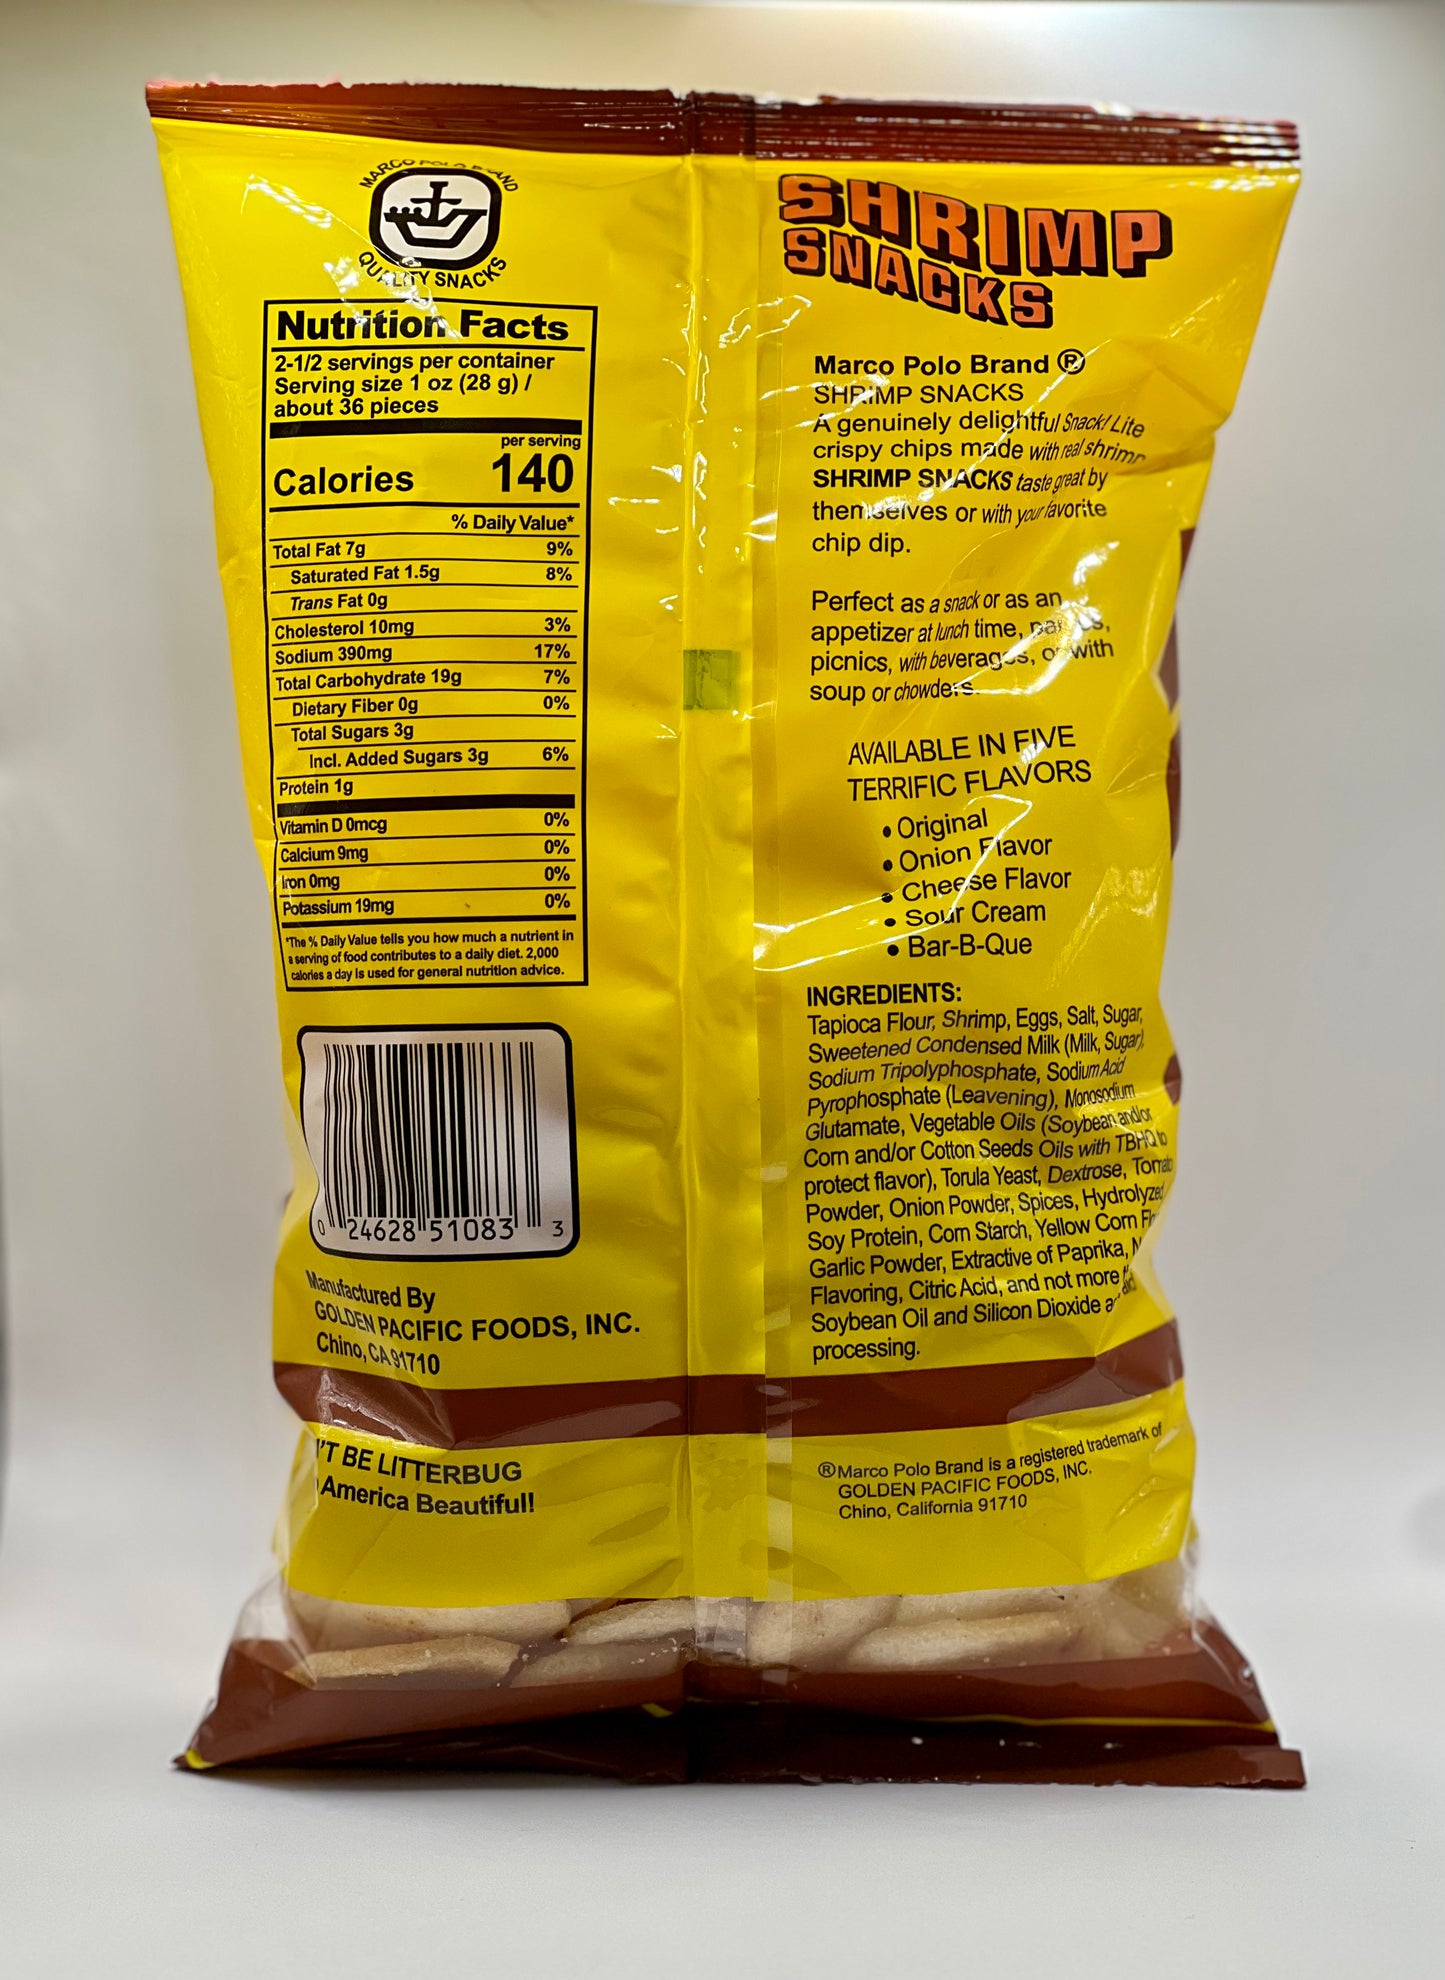 MARCO POLO BRAND
QUALITY SNACKS
Nutrition Facts
2-1/2 servings per container
Serving size 1 oz (28 g) /
about 36 pieces
per serving
Calories 140
% Daily Value*
Total Fat 7g 9%
Saturated Fat 1.5g 8%
Trans Fat 0g
Cholesterol 10mg 3%
Sodium 390mg 17%
Total Carbohydrate 19g 7%
Dietary Fiber 0g 0%
Total Sugars 3g
Incl. Added Sugars 3g 6%
Protein 1g
Vitamin D 0mcg 0%
Calcium 9mg 0%
Iron 0mg 0%
Potassium 19mg 0%
*The % Daily Value tells you how much a nutrient in
a serving of food contributes to a daily diet. 2,000
calories a day is used for general nutrition advice.
0 24628 51083 3
Manufactured By
GOLDEN PACIFIC FOODS, INC.
Chino, CA 91710
'T BE LITTERBUG
America Beautiful!
SHRIMP
SNACKS
Marco Polo Brand ®
SHRIMP SNACKS
A genuinely delightful Snack! Lite
crispy chips made with real shrimp
SHRIMP SNACKS taste great by
themselves or with your favorite
chip dip.
Perfect as a snack or as an
appetizer at lunch time,
picnics, with beverages, or with
soup or chowders.
AVAILABLE IN FIVE
TERRIFIC FLAVORS
• Original
• Onion Flavor
• Cheese Flavor
• Sour Cream
• Bar-B-Que
INGREDIENTS:
Tapioca Flour, Shrimp, Eggs, Salt, Sugar,
Sweetened Condensed Milk (Milk, Sugar),
Sodium Tripolyphosphate, Sodium Acid
Pyrophosphate (Leavening), Monosodium
Glutamate, Vegetable Oils (Soybean and/or
Corn and/or Cotton Seeds Oils with TBHQ to
protect flavor), Torula Yeast, Dextrose, Tomato
Powder, Onion Powder, Spices, Hydrolyzed
Soy Protein, Corn Starch, Yellow Corn
Garlic Powder, Extractive of Paprika,
Flavoring, Citric Acid, and not more
Soybean Oil and Silicon Dioxide
processing.
®Marco Polo Brand is a registered trademark of
GOLDEN PACIFIC FOODS, INC.
Chino, California 91710